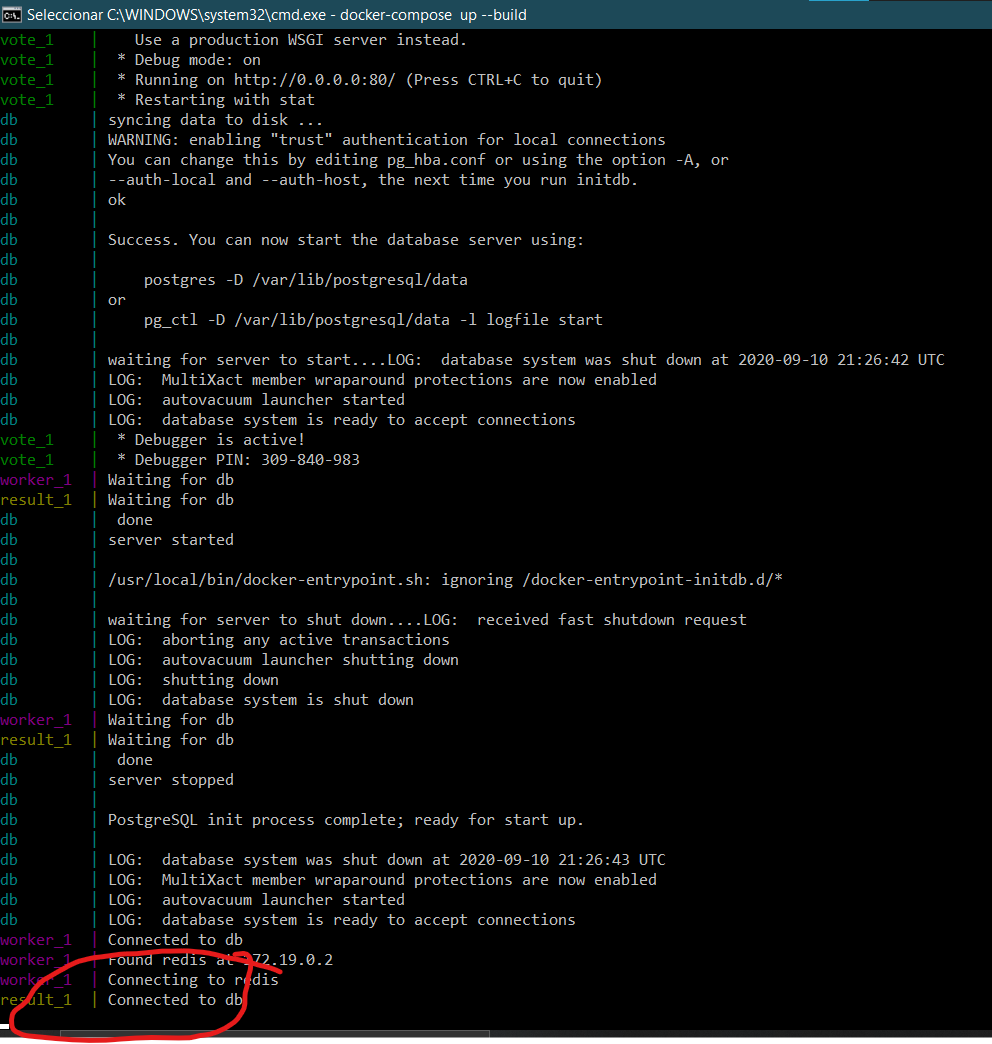 Seleccionar C:\WINDOWS\system32\cmd.exe - docker-compose  up --build
vote_1    |    Use a production WSGI server instead.
vote_1    |  * Debug mode: on
vote_1    |  * Running on http://0.0.0.0:80/ (Press CTRL+C to quit)
vote_1    |  * Restarting with stat
db        | syncing data to disk ...
db        | WARNING: enabling "trust" authentication for local connections
db        | You can change this by editing pg_hba.conf or using the option -A, or
db        | --auth-local and --auth-host, the next time you run initdb.
db        | ok
db        |
db        | Success. You can now start the database server using:
db        |
db        |     postgres -D /var/lib/postgresql/data
db        | or
db        |     pg_ctl -D /var/lib/postgresql/data -l logfile start
db        |
db        | waiting for server to start....LOG:  database system was shut down at 2020-09-10 21:26:42 UTC
db        | LOG:  MultiXact member wraparound protections are now enabled
db        | LOG:  autovacuum launcher started
db        | LOG:  database system is ready to accept connections
vote_1    |  * Debugger is active!
vote_1    |  * Debugger PIN: 309-840-983
worker_1  | Waiting for db
result_1  | Waiting for db
db        |  done
db        | server started
db        |
db        | /usr/local/bin/docker-entrypoint.sh: ignoring /docker-entrypoint-initdb.d/*
db        |
db        | waiting for server to shut down....LOG:  received fast shutdown request
db        | LOG:  aborting any active transactions
db        | LOG:  autovacuum launcher shutting down
db        | LOG:  shutting down
db        | LOG:  database system is shut down
worker_1  | Waiting for db
result_1  | Waiting for db
db        |  done
db        | server stopped
db        |
db        | PostgreSQL init process complete; ready for start up.
db        |
db        | LOG:  database system was shut down at 2020-09-10 21:26:43 UTC
db        | LOG:  MultiXact member wraparound protections are now enabled
db        | LOG:  autovacuum launcher started
db        | LOG:  database system is ready to accept connections
worker_1  | Connected to db
worker_1  | Found redis at 172.19.0.2
worker_1  | Connecting to redis
result_1  | Connected to db